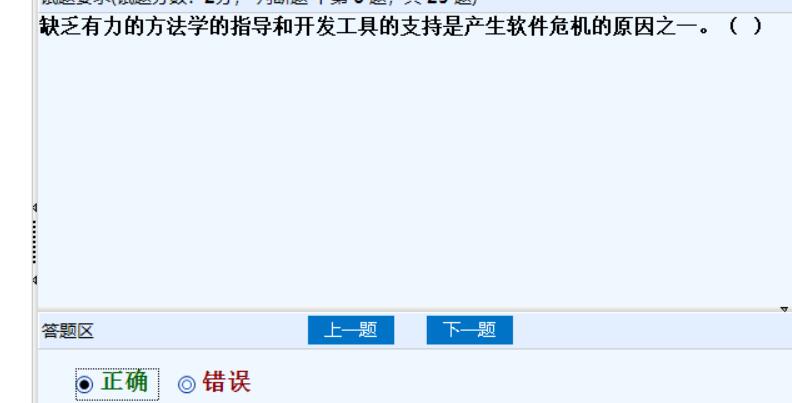 缺乏有力的方法学的指导和开发工具的支持是产生软件危机的原因之一。（ ）
答题区
上一题
下一题
正确
错误